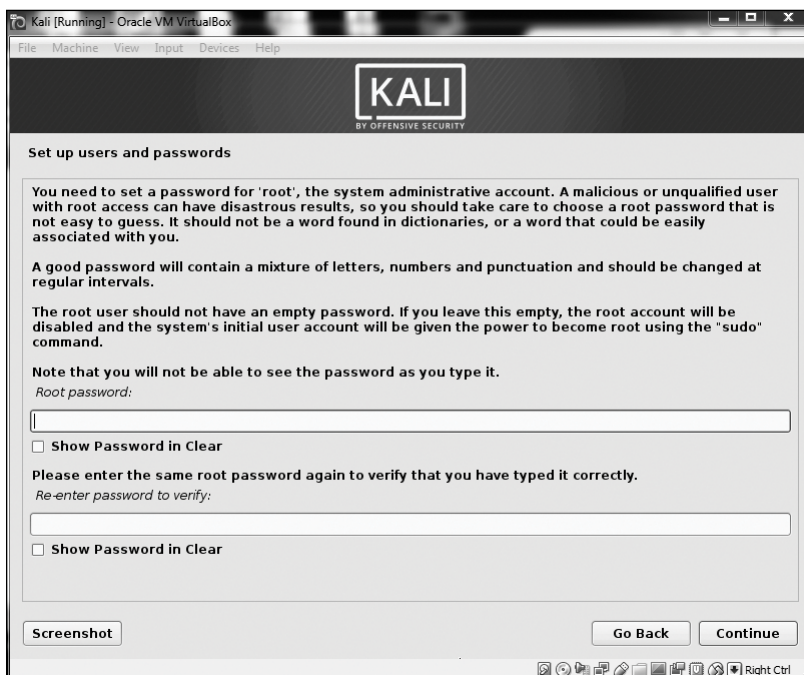 Kali [Running] - Oracle VM VirtualBox
File Machine View Input Devices Help
KALI
BY OFFENSIVE SECURITY
Set up users and passwords
You need to set a password for 'root', the system administrative account. A malicious or unqualified user
with root access can have disastrous results, so you should take care to choose a root password that is
not easy to guess. It should not be a word found in dictionaries, or a word that could be easily
associated with you.
A good password will contain a mixture of letters, numbers and punctuation and should be changed at
regular intervals.
The root user should not have an empty password. If you leave this empty, the root account will be
disabled and the system's initial user account will be given the power to become root using the "sudo"
command.
Note that you will not be able to see the password as you type it.
Root password:
Show Password in Clear
Please enter the same root password again to verify that you have typed it correctly.
Re-enter password to verify:
Show Password in Clear
Screenshot
Go Back
Continue
Right Ctrl